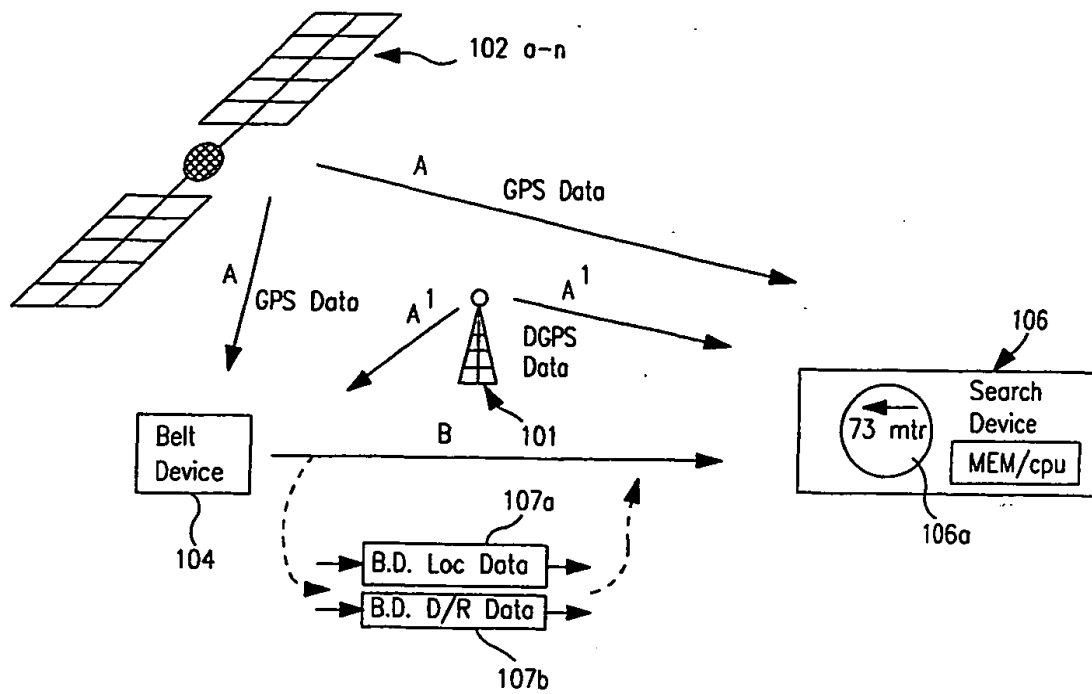 102 a-n
A
GPS Data
A
GPS Data
A1
A1
DGPS
Data
101
106
Search
Device
73 mtr
MEM/cpu
106a
Belt
Device
104
B
107a
B.D. Loc Data
B.D. D/R Data
107b